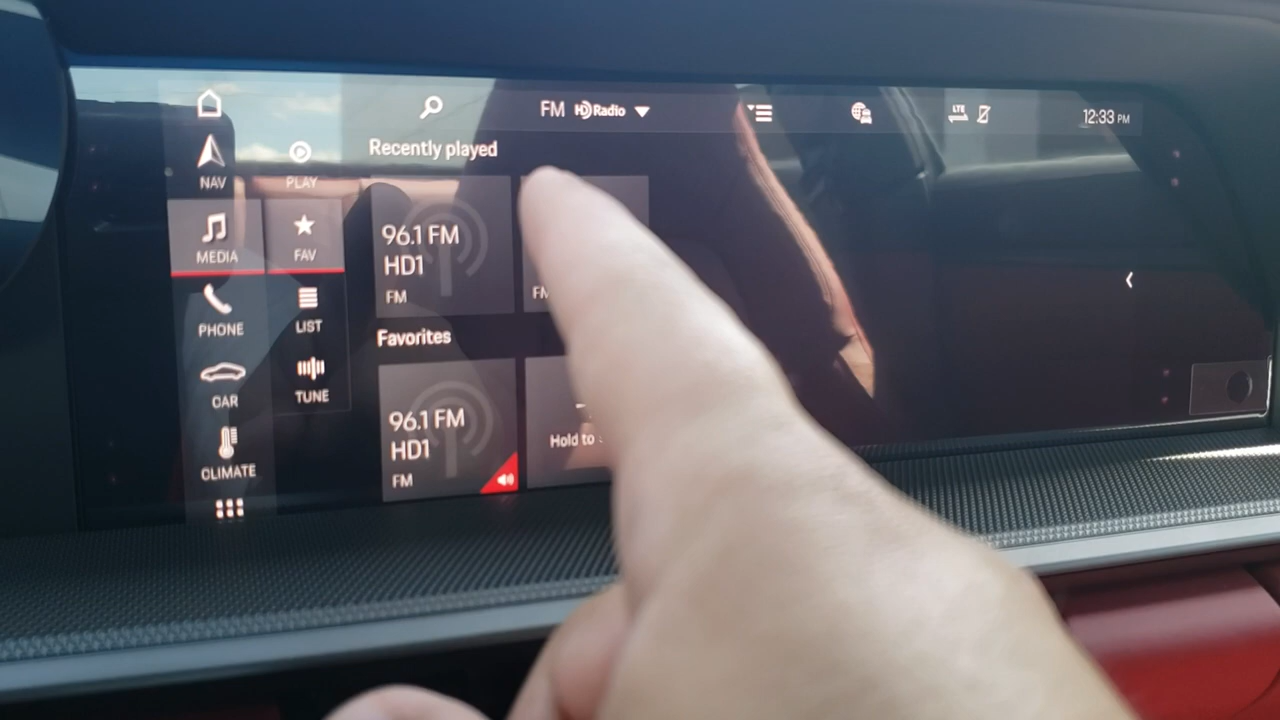 FM HD Radio
LTE
12:33 PM
Recently played
NAV
PLAY
MEDIA
FAV
96.1 FM
HD1
FM
FM
PHONE
LIST
Favorites
CAR
TUNE
96.1 FM
HD1
FM
Hold to
CLIMATE